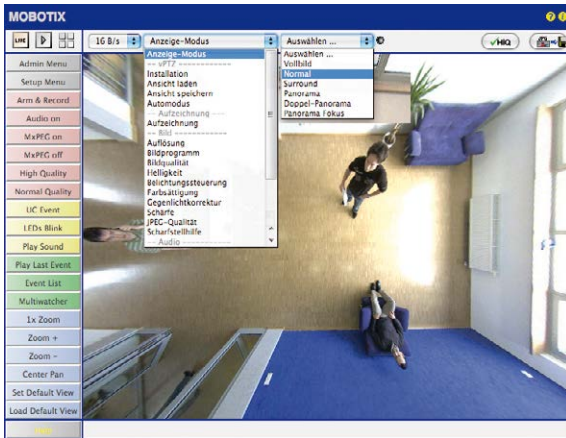 MOBOTIX
LIVE
16 B/s
Anzeige-Modus
Auswählen ...
HIQ
Admin Menu
Setup Menu
Arm & Record
Audio on
MxPEG on
MxPEG off
High Quality
Normal Quality
UC Event
LEDs Blink
Play Sound
Play Last Event
Event List
Multiwatcher
1x Zoom
Zoom +
Zoom –
Center Pan
Set Default View
Load Default View
Anzeige-Modus
-- vPTZ --------------
Installation
Ansicht laden
Ansicht speichern
Automodus
-- Aufzeichnung ----
Aufzeichnung
-- Bild --------------
Auflösung
Bildprogramm
Bildqualität
Helligkeit
Belichtungssteuerung
Farbsättigung
Gegenlichtkorrektur
Schärfe
JPEG-Qualität
Scharfstellhilfe
-- Audio --------------
Auswählen ...
Vollbild
Normal
Surround
Panorama
Doppel-Panorama
Panorama Fokus